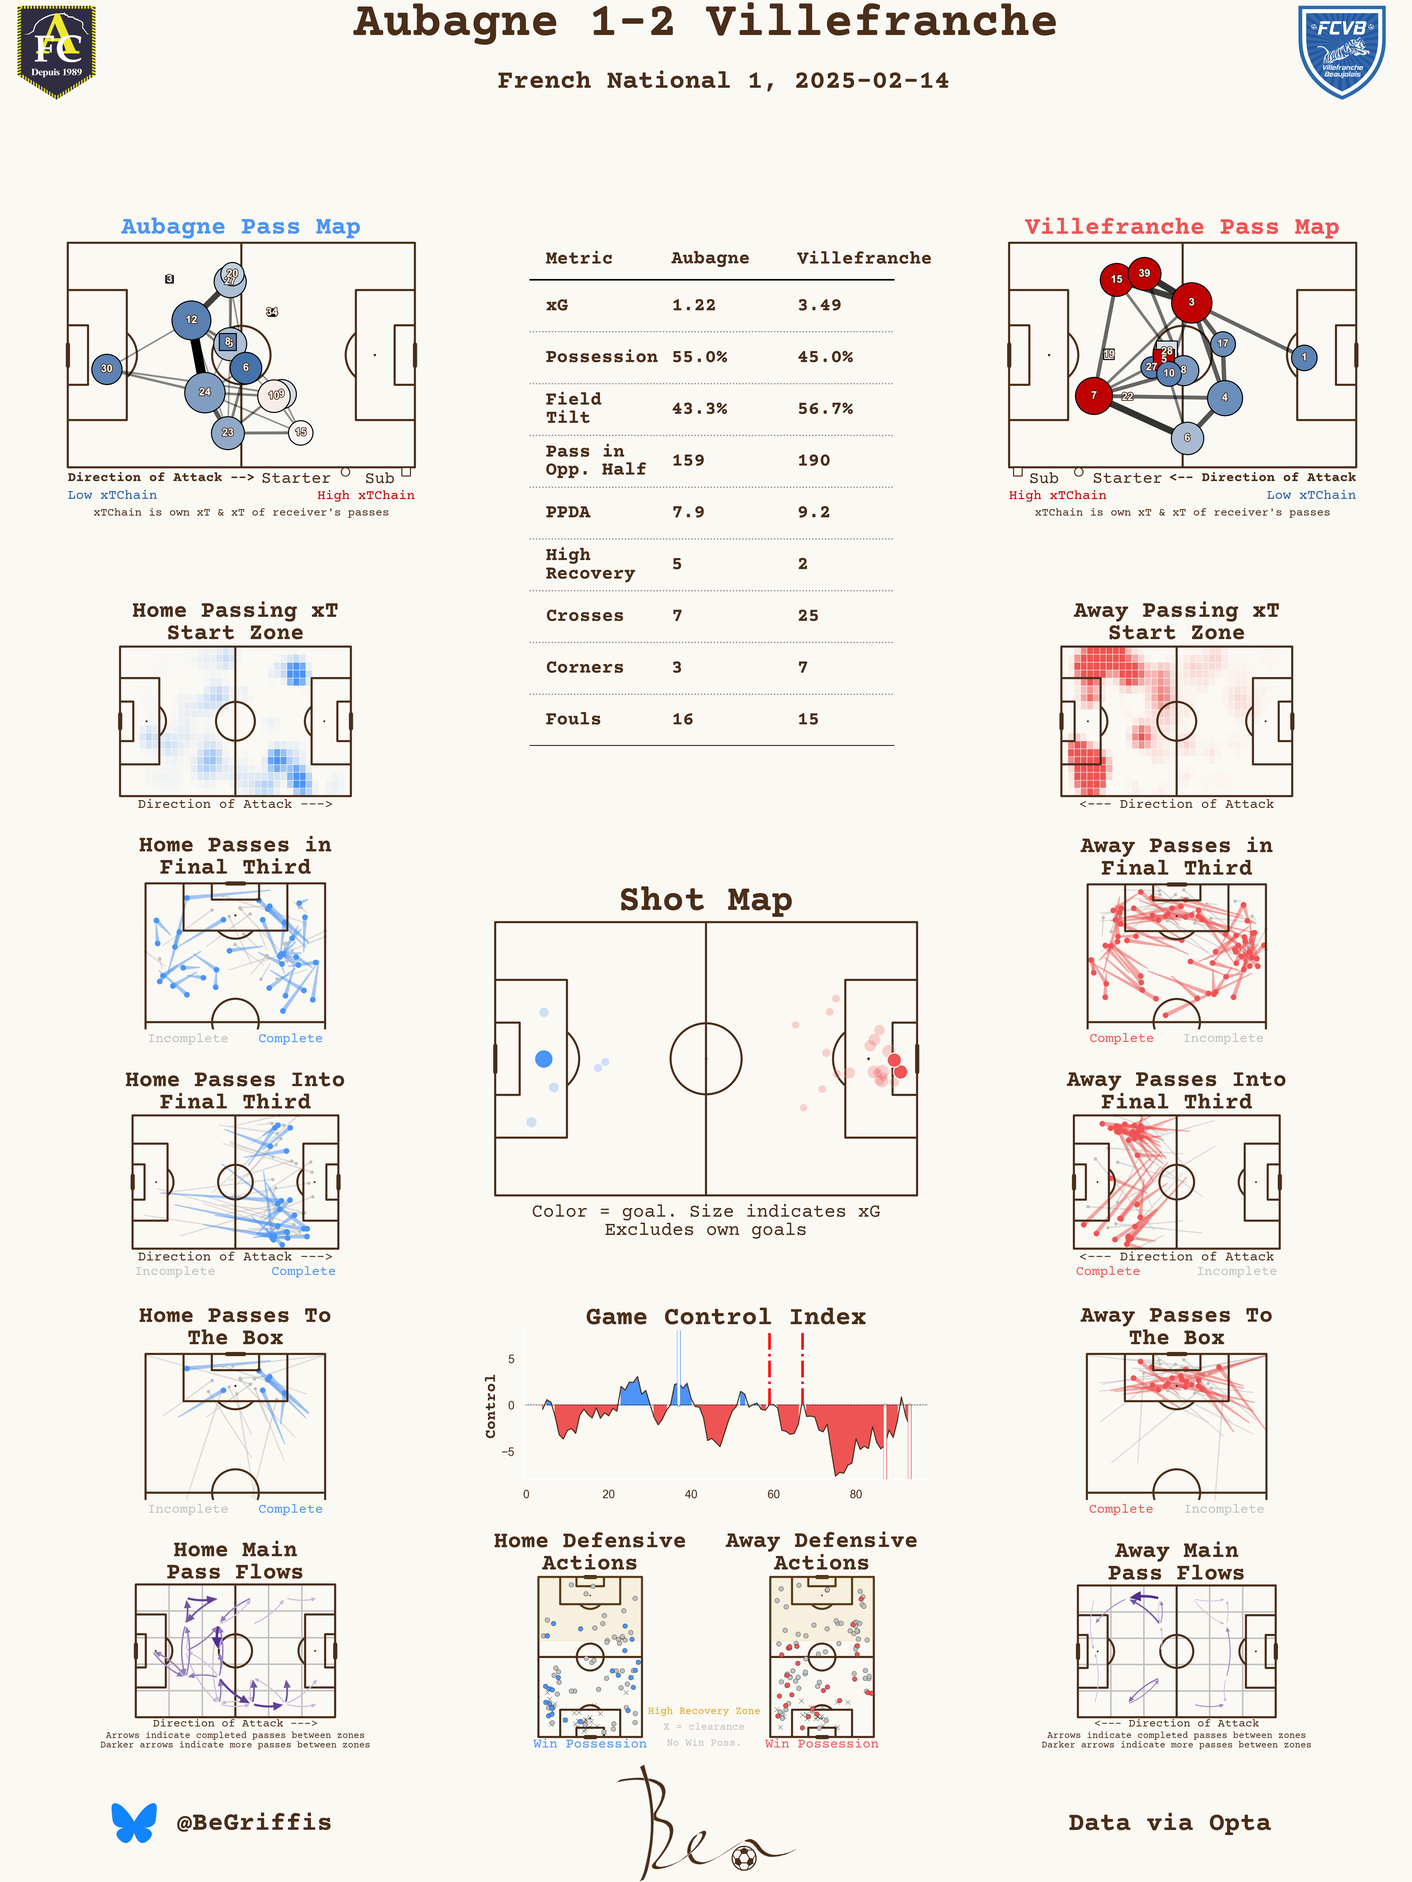 Aubagne 1-2 Villefranche
French National 1, 2025-02-14
A
FC
Depuis 1989
FCVB
Villefranche
Beaujolais
Aubagne Pass Map
3
20
27
34
12
8
6
30
24
10
9
23
15
Direction of Attack -->
Starter
Sub
Low xTChain
High xTChain
xTChain is own xT & xT of receiver's passes
Metric Aubagne Villefranche
xG 1.22 3.49
Possession 55.0% 45.0%
Field
Tilt 43.3% 56.7%
Pass in
Opp. Half 159 190
PPDA 7.9 9.2
High
Recovery 5 2
Crosses 7 25
Corners 3 7
Fouls 16 15
Villefranche Pass Map
15
39
3
17
1
19
28
5
27
10
8
7
22
4
6
Sub
Starter
<-- Direction of Attack
High xTChain
Low xTChain
xTChain is own xT & xT of receiver's passes
Home Passing xT
Start Zone
Direction of Attack --->
Away Passing xT
Start Zone
<--- Direction of Attack
Home Passes in
Final Third
Incomplete
Complete
Away Passes in
Final Third
Complete
Incomplete
Shot Map
Color = goal. Size indicates xG
Excludes own goals
Home Passes Into
Final Third
Direction of Attack --->
Incomplete
Complete
Away Passes Into
Final Third
<--- Direction of Attack
Complete
Incomplete
Home Passes To
The Box
Incomplete
Complete
Game Control Index
Control
5
0
−5
0
20
40
60
80
Away Passes To
The Box
Complete
Incomplete
Home Main
Pass Flows
Direction of Attack --->
Arrows indicate completed passes between zones
Darker arrows indicate more passes between zones
Home Defensive
Actions
Win Possession
Away Defensive
Actions
Win Possession
High Recovery Zone
X = clearance
No Win Poss.
Away Main
Pass Flows
<--- Direction of Attack
Arrows indicate completed passes between zones
Darker arrows indicate more passes between zones
@BeGriffis
Ben
Data via Opta